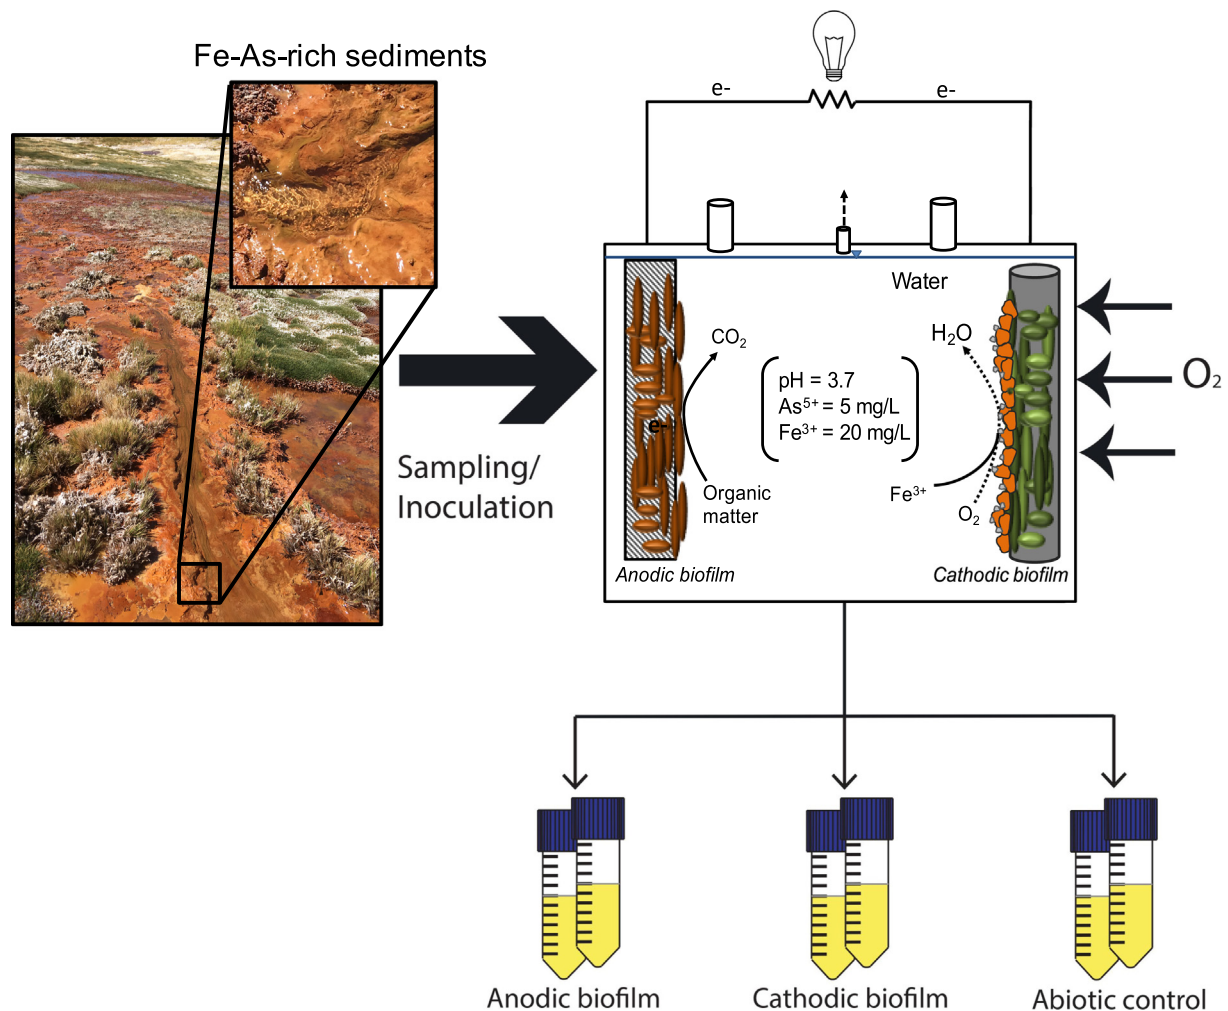 Fe-As-rich sediments
e-
e-
Water
CO₂
H₂O
pH = 3.7
As⁵⁺ = 5 mg/L
Fe³⁺ = 20 mg/L
O₂
e-
Sampling/
Inoculation
Organic
matter
Fe³⁺
O₂
Anodic biofilm
Cathodic biofilm
Anodic biofilm
Cathodic biofilm
Abiotic control